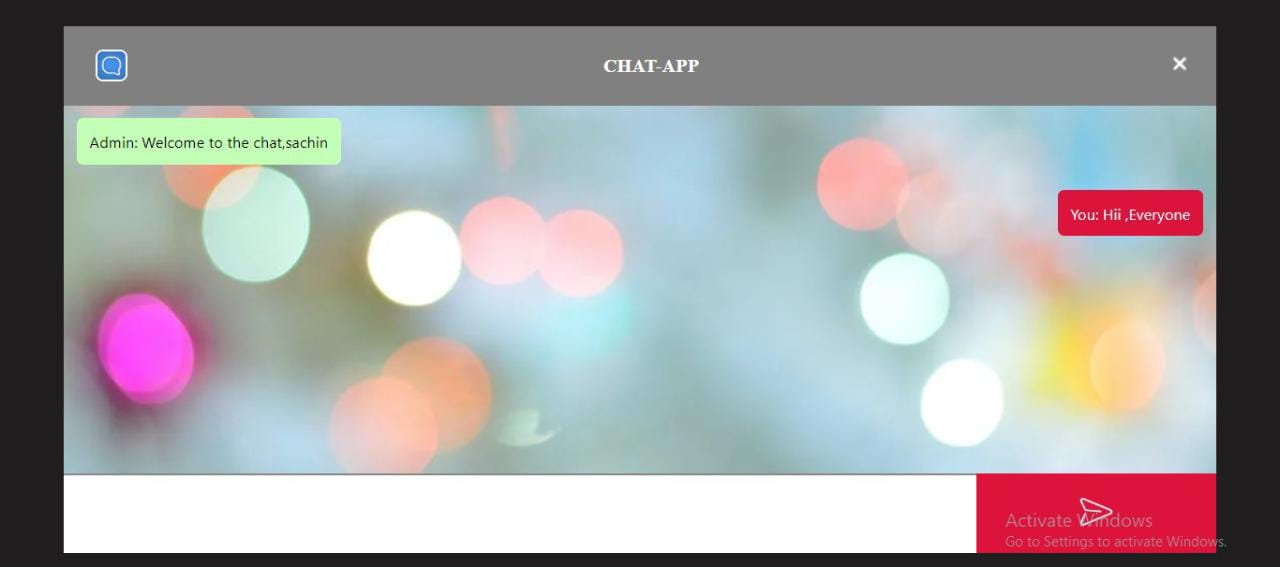 CHAT-APP
Admin: Welcome to the chat,sachin
You: Hii ,Everyone
Activate Windows
Go to Settings to activate Windows.